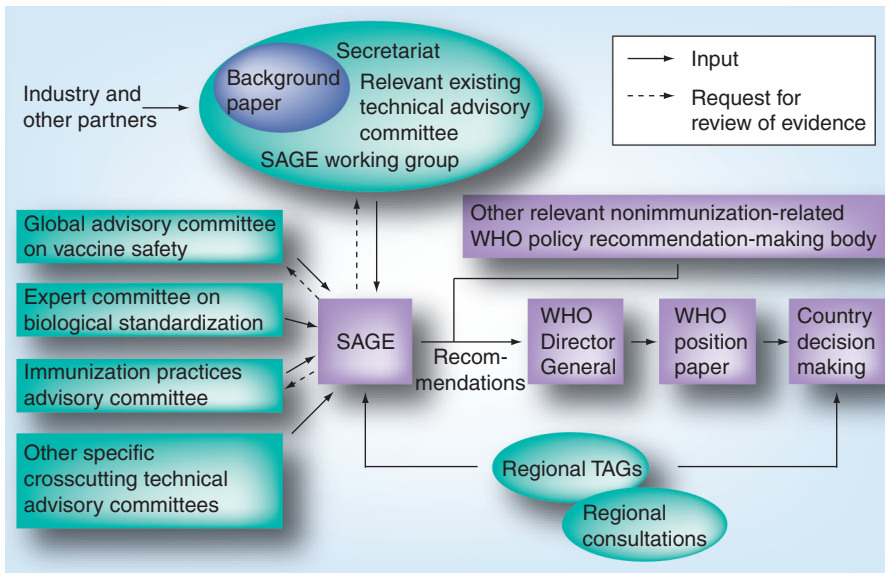 Secretariat
Background
paper
Relevant existing
technical advisory
committee
SAGE working group
Industry and
other partners
Input
Request for
review of evidence
Global advisory committee
on vaccine safety
Expert committee on
biological standardization
Immunization practices
advisory committee
Other specific
crosscutting technical
advisory committees
SAGE
Other relevant nonimmunization-related
WHO policy recommendation-making body
Recom-
mendations
WHO
Director
General
WHO
position
paper
Country
decision
making
Regional TAGs
Regional
consultations